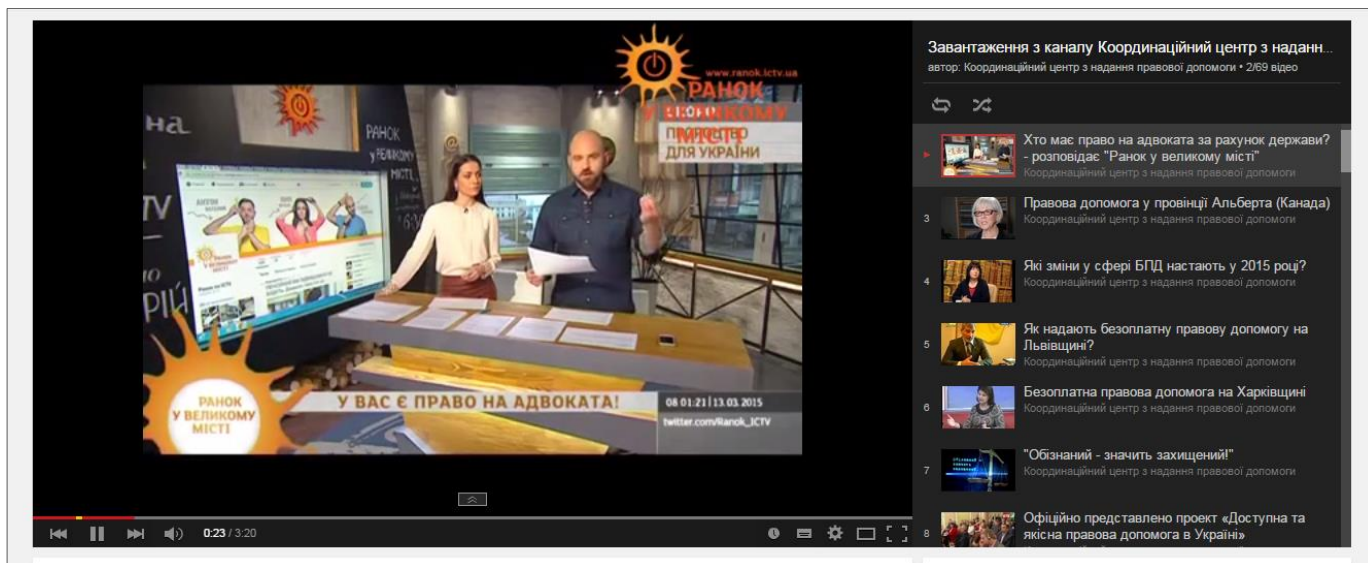 www.ranok.ictv.ua
РАНОК
У ВЕЛИКОМУ
МІСТІ
ДЛЯ УКРАЇНИ
на
РАНОК
у ВЕЛИКОМУ
МІСТІ
TV
РІЙ
РАНОК
У ВЕЛИКОМУ
МІСТІ
У ВАС Є ПРАВО НА АДВОКАТА!
08 01:21 | 13.03.2015
twitter.com/Ranok_ICTV
0:23 / 3:20
Завантаження з каналу Координаційний центр з наданн...
автор: Координаційний центр з надання правової допомоги • 2/69 відео
Хто має право на адвоката за рахунок держави?
- розповідає "Ранок у великому місті"
Координаційний центр з надання правової допомоги
3
Правова допомога у провінції Альберта (Канада)
Координаційний центр з надання правової допомоги
4
Які зміни у сфері БПД настають у 2015 році?
Координаційний центр з надання правової допомоги
5
Як надають безоплатну правову допомогу на
Львівщині?
Координаційний центр з надання правової допомоги
6
Безоплатна правова допомога на Харківщині
Координаційний центр з надання правової допомоги
7
"Обізнаний - значить захищений!"
Координаційний центр з надання правової допомоги
8
Офіційно представлено проект «Доступна та
якісна правова допомога в Україні»